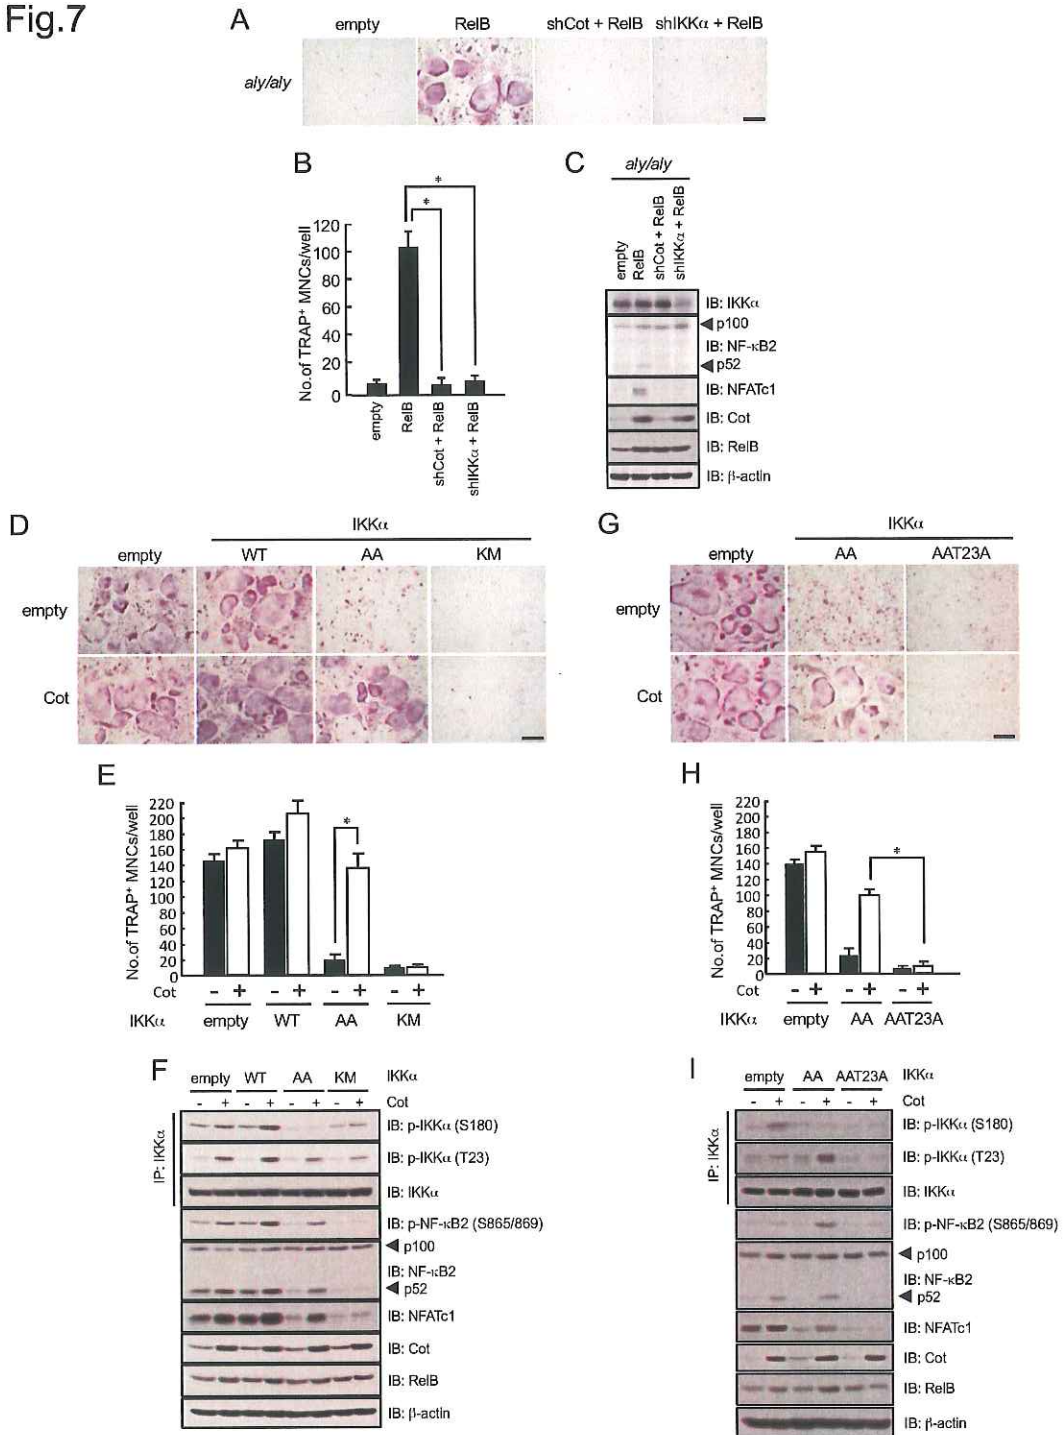 Fig.7
A
empty RelB shCot + RelB shIKKα + RelB
aly/aly
B
No.of TRAP⁺ MNCs/well
120
100
80
60
40
20
0
* *
empty RelB shCot + RelB shIKKα + RelB
C
aly/aly
empty RelB shCot + RelB shIKKα + RelB
IB: IKKα
p100
IB: NF-κB2
p52
IB: NFATc1
IB: Cot
IB: RelB
IB: β-actin
D
IKKα
empty WT AA KM
empty
Cot
E
No.of TRAP⁺ MNCs/well
220
200
180
160
140
120
100
80
60
40
20
0
*
Cot - + - + - + - +
IKKα empty WT AA KM
F
empty WT AA KM IKKα
- + - + - + - + Cot
IP: IKKα
IB: p-IKKα (S180)
IB: p-IKKα (T23)
IB: IKKα
IB: p-NF-κB2 (S865/869)
p100
IB: NF-κB2
p52
IB: NFATc1
IB: Cot
IB: RelB
IB: β-actin
G
IKKα
empty AA AAT23A
empty
Cot
H
No.of TRAP⁺ MNCs/well
220
200
180
160
140
120
100
80
60
40
20
0
*
Cot - + - + - +
IKKα empty AA AAT23A
I
empty AA AAT23A IKKα
- + - + - + Cot
IP: IKKα
IB: p-IKKα (S180)
IB: p-IKKα (T23)
IB: IKKα
IB: p-NF-κB2 (S865/869)
p100
IB: NF-κB2
p52
IB: NFATc1
IB: Cot
IB: RelB
IB: β-actin